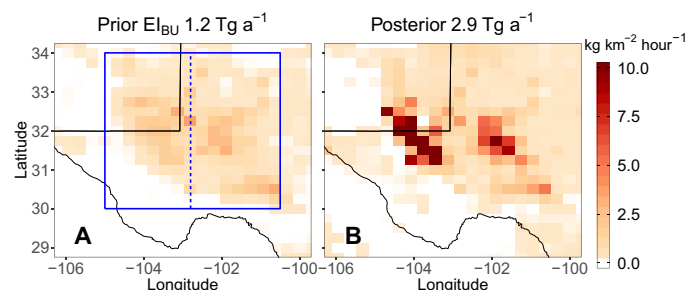 Prior EI_BU 1.2 Tg a⁻¹
Posterior 2.9 Tg a⁻¹
kg km⁻² hour⁻¹
34
33
32
31
30
29
Latitude
A
B
10.0
7.5
5.0
2.5
0.0
−106 −104 −102 −100
−106 −104 −102 −100
Longitude
Longitude